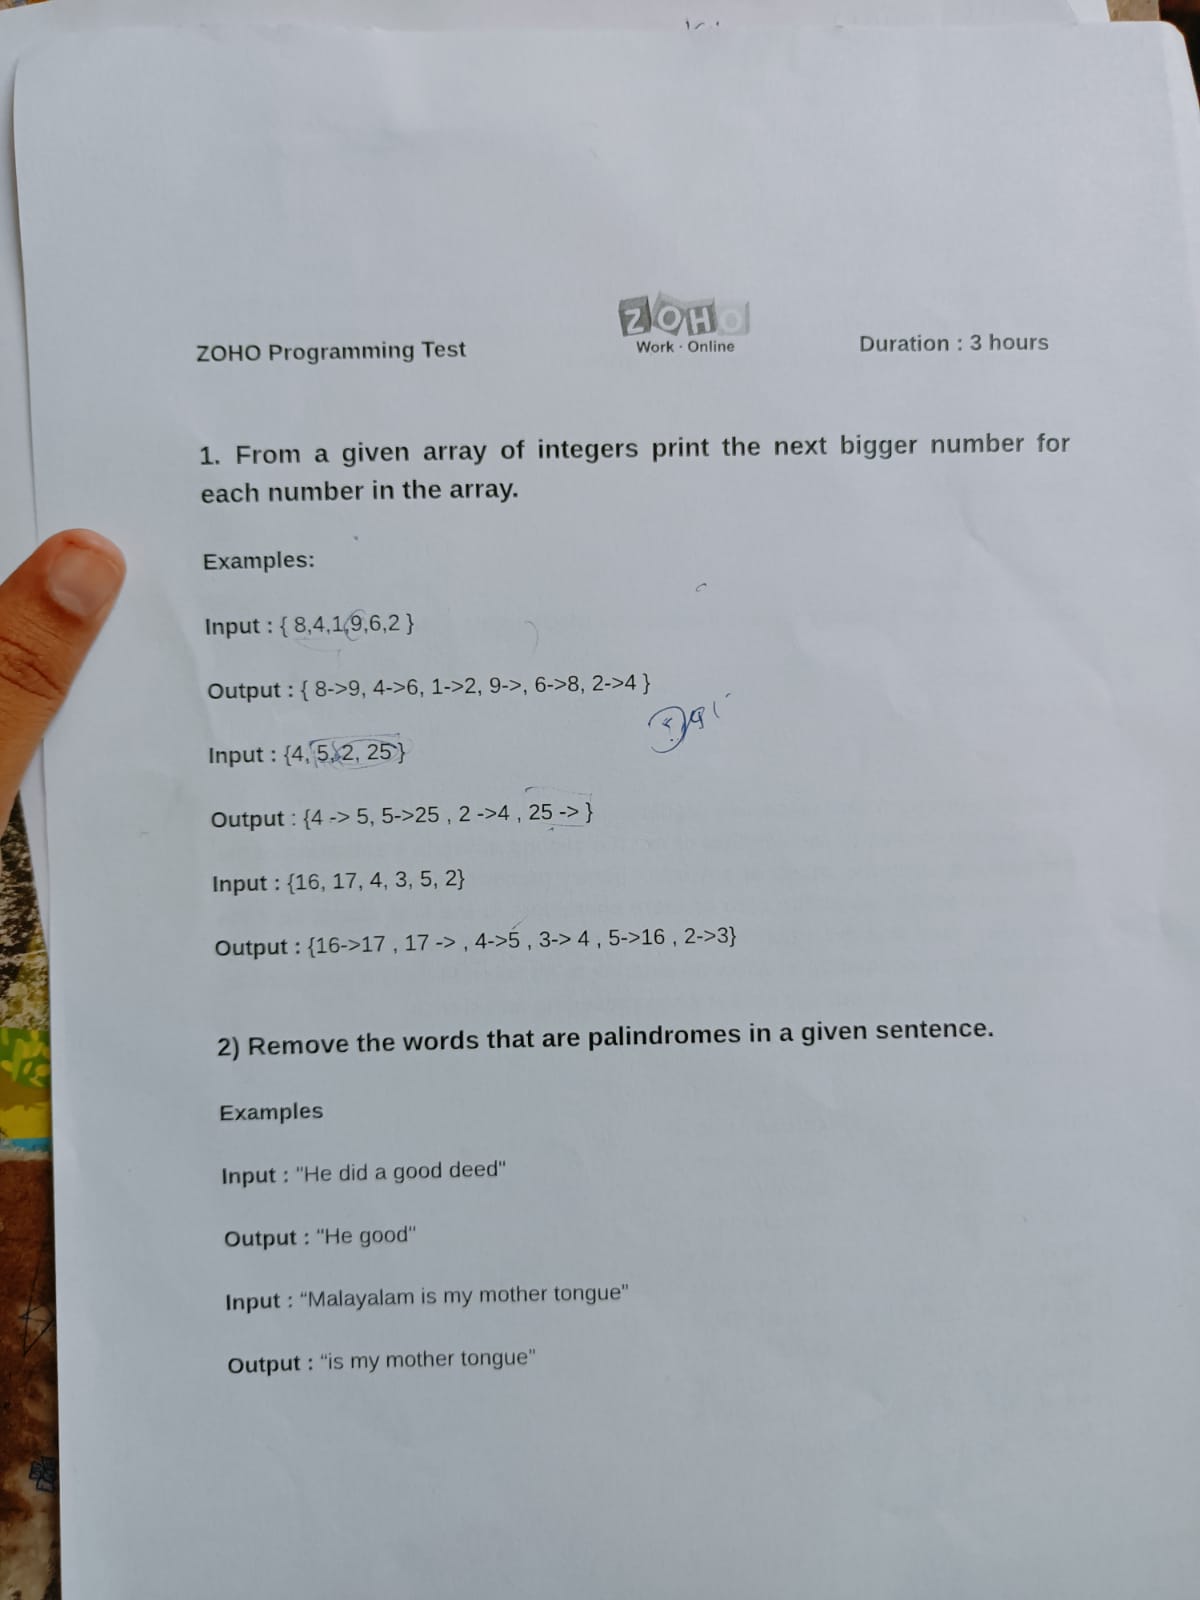 ZOHO Programming Test
ZOHO
Work · Online
Duration : 3 hours
1. From a given array of integers print the next bigger number for
each number in the array.
Examples:
Input : { 8,4,1,9,6,2 }
Output : { 8->9, 4->6, 1->2, 9->, 6->8, 2->4 }
Input : {4, 5, 2, 25 }
Output : {4 -> 5, 5->25 , 2 ->4 , 25 -> }
Input : {16, 17, 4, 3, 5, 2}
Output : {16->17 , 17 -> , 4->5 , 3-> 4 , 5->16 , 2->3}
2) Remove the words that are palindromes in a given sentence.
Examples
Input : "He did a good deed"
Output : "He good"
Input : “Malayalam is my mother tongue"
Output : “is my mother tongue"